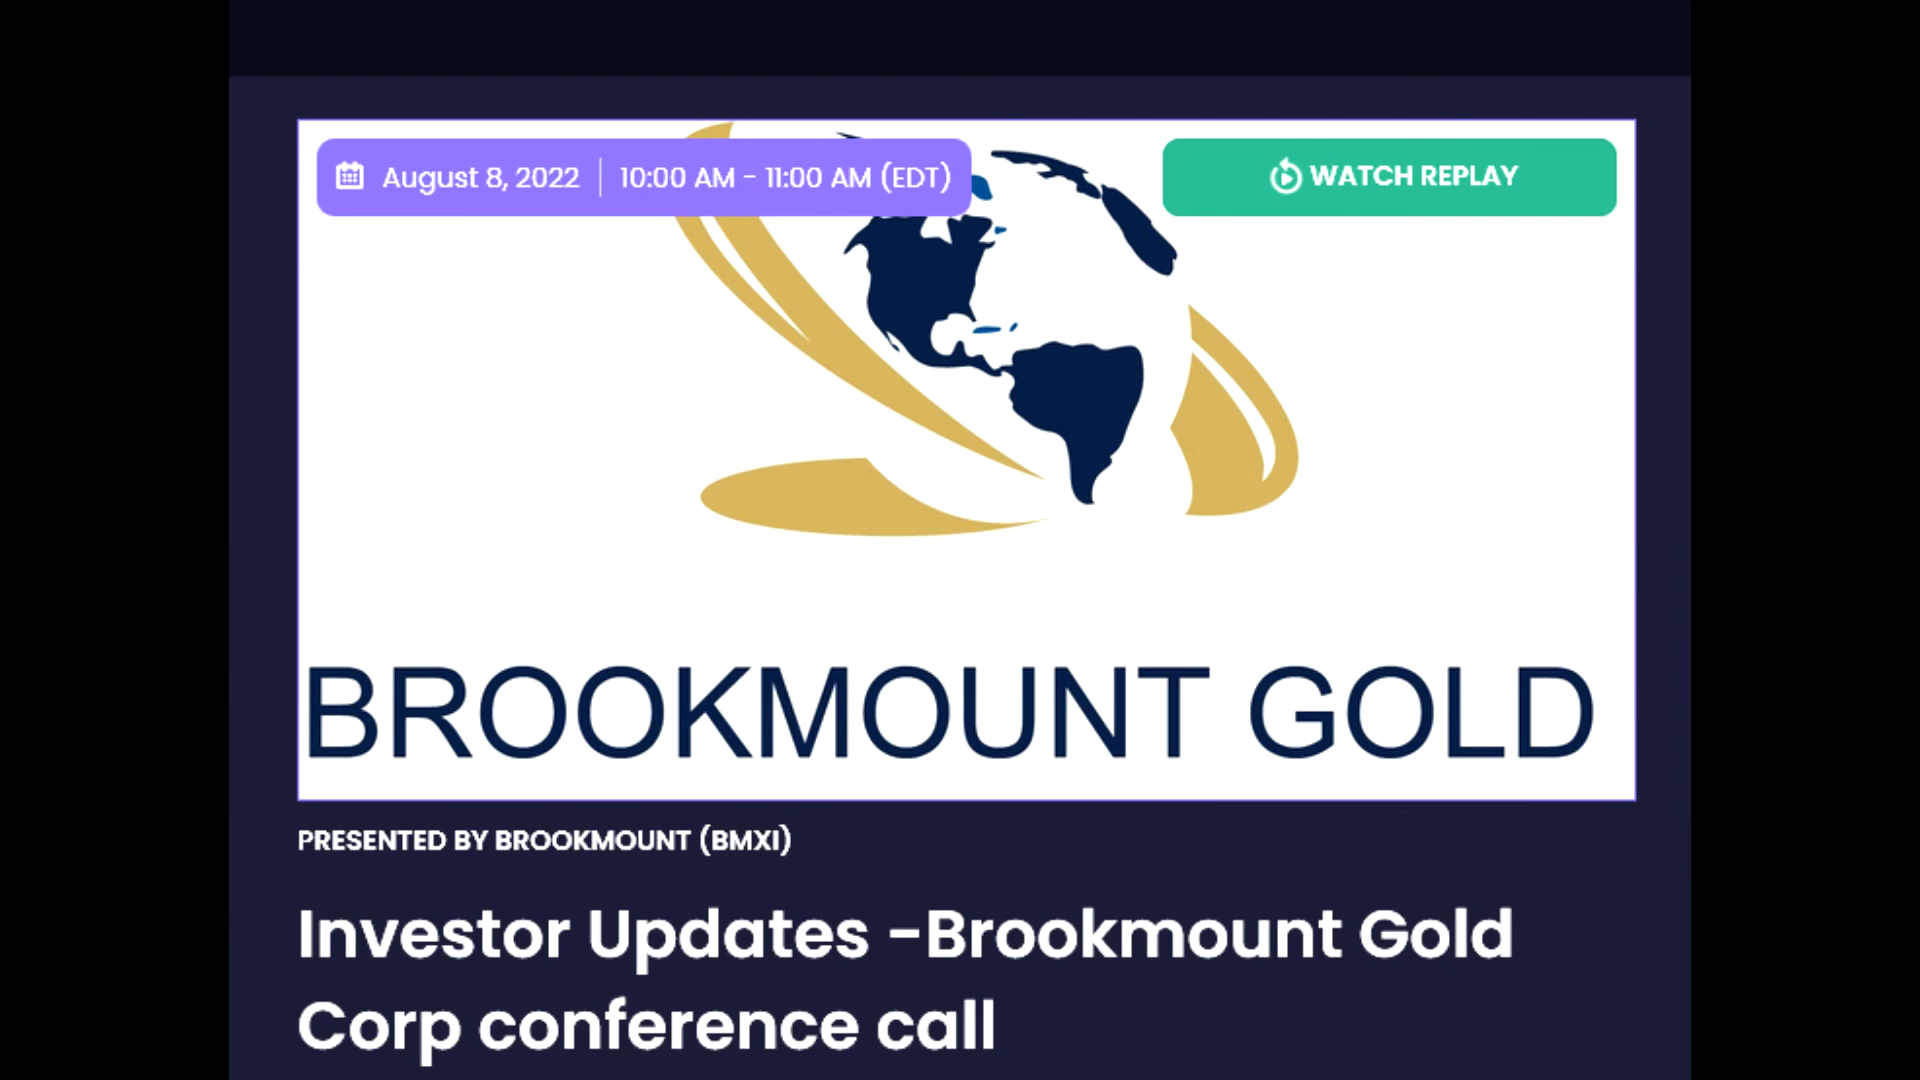 August 8, 2022 | 10:00 AM - 11:00 AM (EDT)
WATCH REPLAY
BROOKMOUNT GOLD
PRESENTED BY BROOKMOUNT (BMXI)
Investor Updates -Brookmount Gold
Corp conference call